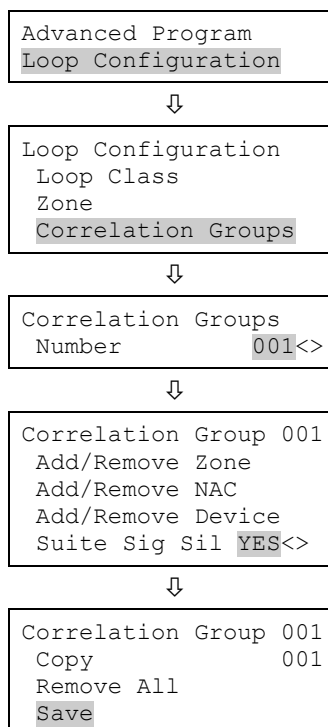 Advanced Program
Loop Configuration
⇩
Loop Configuration
Loop Class
Zone
Correlation Groups
⇩
Correlation Groups
Number 001<>
⇩
Correlation Group 001
Add/Remove Zone
Add/Remove NAC
Add/Remove Device
Suite Sig Sil YES<>
⇩
Correlation Group 001
Copy 001
Remove All
Save